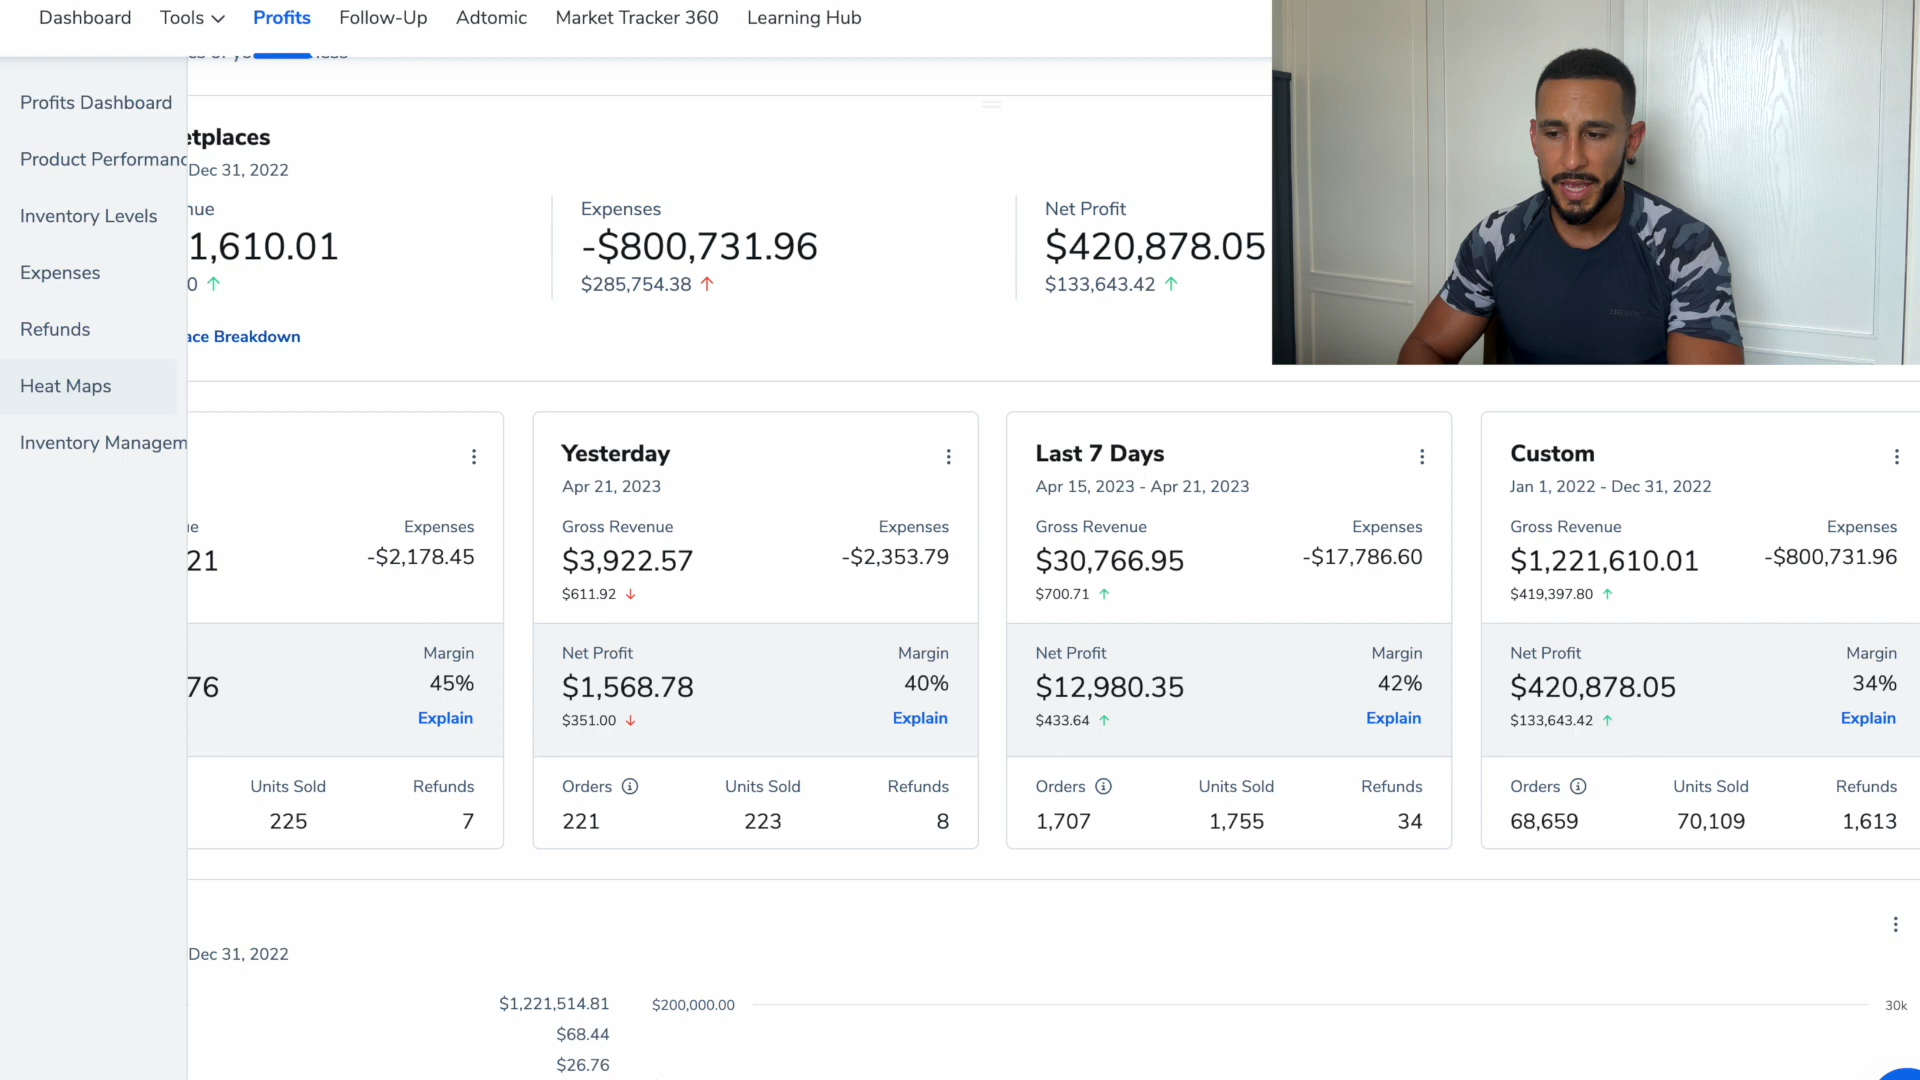 Dashboard
Tools
Profits
Follow-Up
Adtomic
Market Tracker 360
Learning Hub
Profits Dashboard
Product Performanc
Inventory Levels
Expenses
Refunds
Heat Maps
Inventory Managem
etplaces
Dec 31, 2022
nue
1,610.01
0
Expenses
-$800,731.96
$285,754.38
Net Profit
$420,878.05
$133,643.42
ace Breakdown
21
Expenses
-$2,178.45
76
Margin
45%
Explain
Units Sold
Refunds
225
7
Yesterday
Apr 21, 2023
Gross Revenue
Expenses
$3,922.57
-$2,353.79
$611.92
Net Profit
Margin
$1,568.78
40%
$351.00
Explain
Orders
Units Sold
Refunds
221
223
8
Last 7 Days
Apr 15, 2023 - Apr 21, 2023
Gross Revenue
Expenses
$30,766.95
-$17,786.60
$700.71
Net Profit
Margin
$12,980.35
42%
$433.64
Explain
Orders
Units Sold
Refunds
1,707
1,755
34
Custom
Jan 1, 2022 - Dec 31, 2022
Gross Revenue
Expenses
$1,221,610.01
-$800,731.96
$419,397.80
Net Profit
Margin
$420,878.05
34%
$133,643.42
Explain
Orders
Units Sold
Refunds
68,659
70,109
1,613
Dec 31, 2022
$1,221,514.81
$68.44
$26.76
$200,000.00
30k